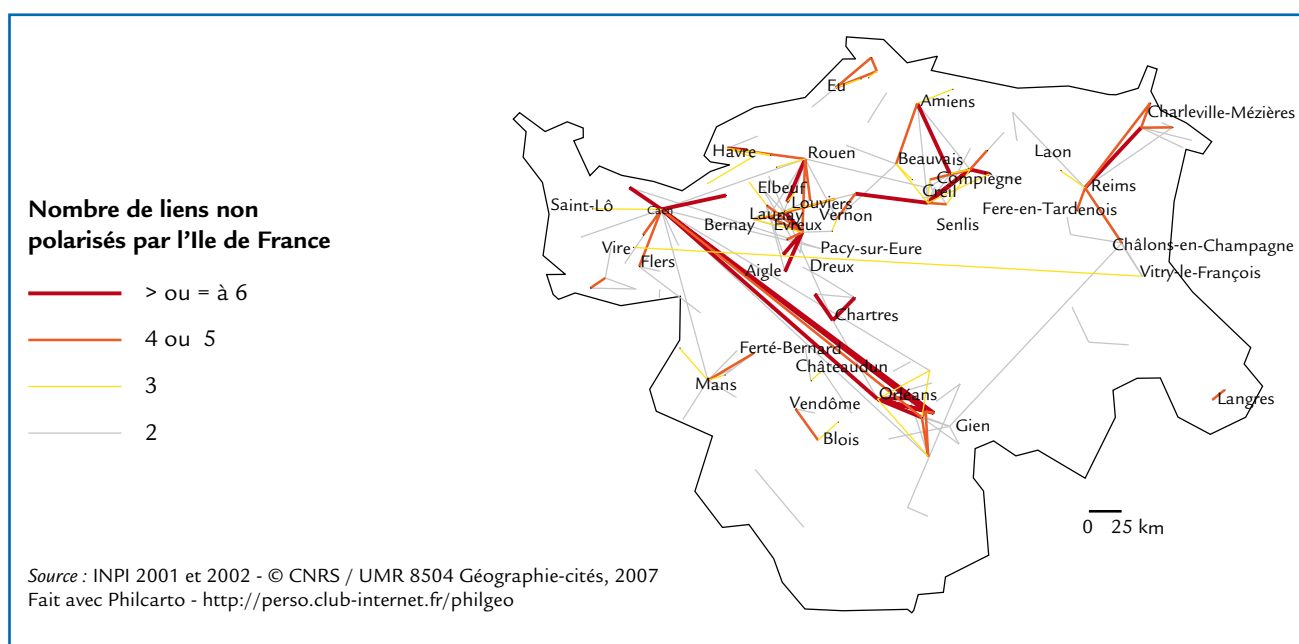 Nombre de liens non
polarisés par l'Ile de France
> ou = à 6
4 ou 5
3
2
Eu
Amiens
Charleville-Mézières
Havre
Rouen
Beauvais
Laon
Compiègne
Reims
Elbeuf
Creil
Saint-Lô
Caen
Louviers
Launay
Vernon
Senlis
Fere-en-Tardenois
Bernay
Evreux
Vire
Pacy-sur-Eure
Châlons-en-Champagne
Flers
Aigle
Dreux
Vitry-le-François
Chartres
Ferté-Bernard
Châteaudun
Mans
Orléans
Langres
Vendôme
Gien
Blois
0 25 km
Source : INPI 2001 et 2002 - © CNRS / UMR 8504 Géographie-cités, 2007
Fait avec Philcarto - http://perso.club-internet.fr/philgeo